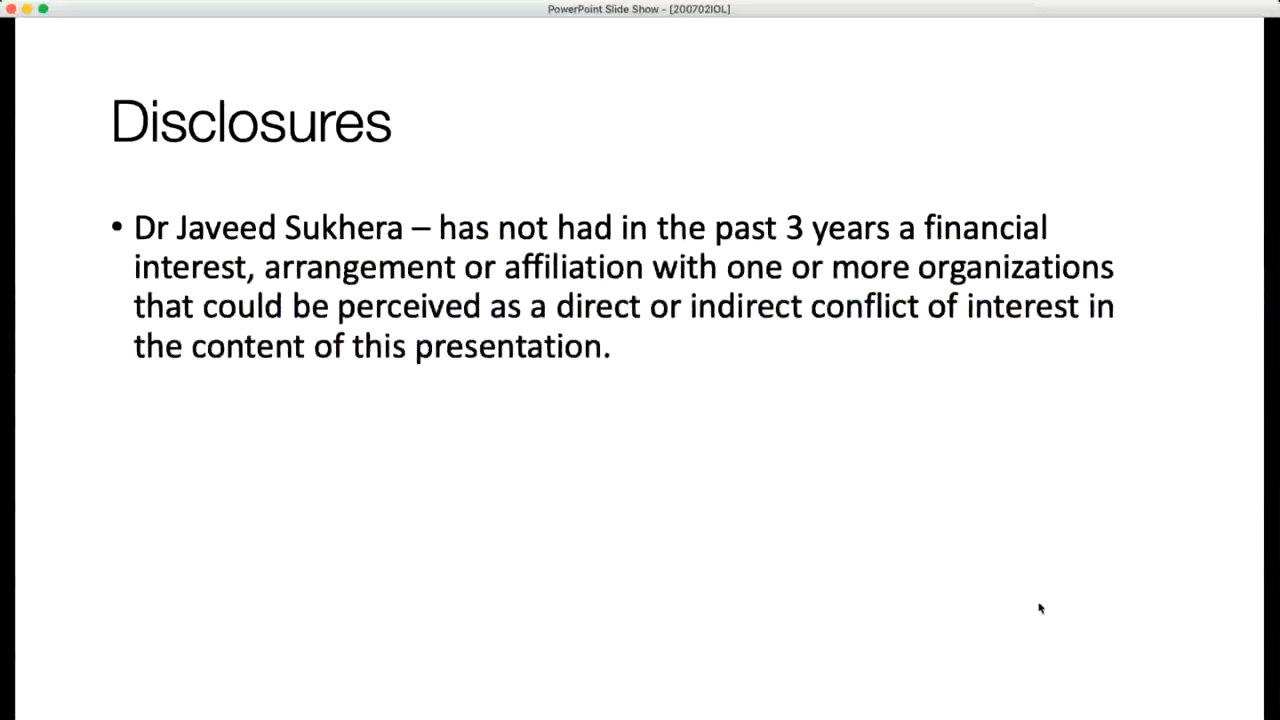 PowerPoint Slide Show - [200702IOL]
Disclosures
• Dr Javeed Sukhera – has not had in the past 3 years a financial
interest, arrangement or affiliation with one or more organizations
that could be perceived as a direct or indirect conflict of interest in
the content of this presentation.